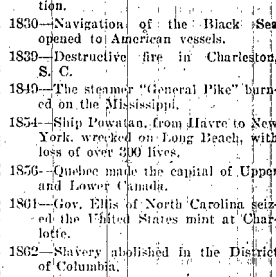 tion.
1830—Navigation of the Black Sea
opened to American vessels.
1839—Destructive fire in Charleston,
S. C.
1849—The steamer "General Pike" burn-
ed on the Mississippi.
1854—Ship Powatan, from Havre to New
York, wrecked on Long Beach, with
loss of over 300 lives.
1856—Quebec made the capital of Upper
and Lower Canada.
1861—Gov. Ellis of North Carolina seiz-
ed the United States mint at Char-
lotte.
1862—Slavery abolished in the District
of Columbia.